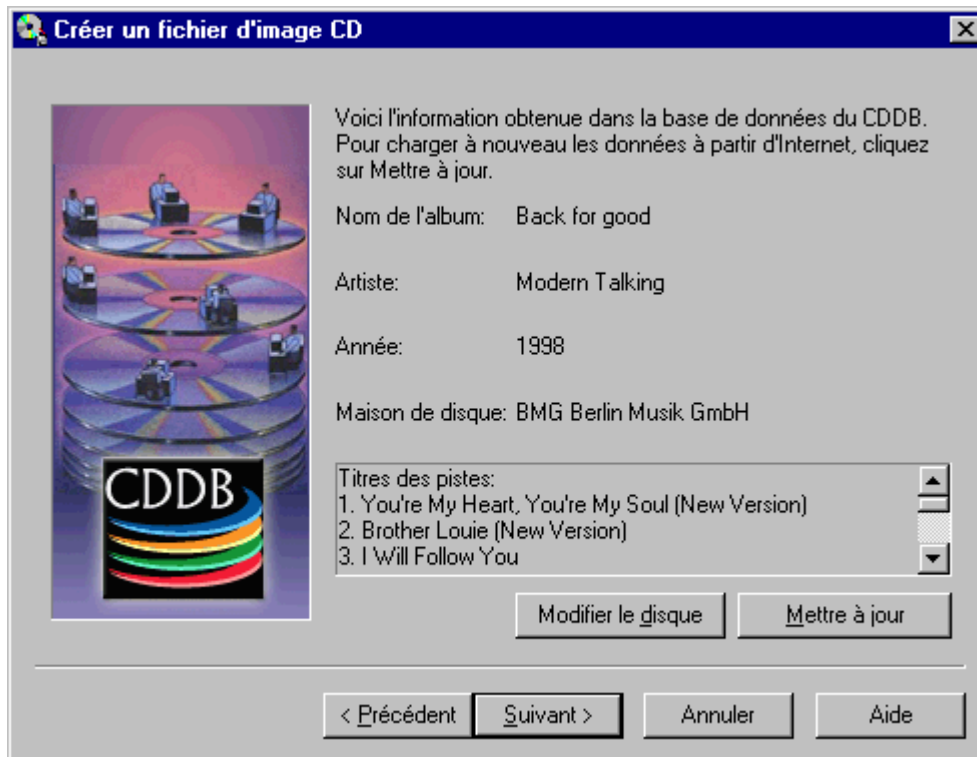 Créer un fichier d'image CD
Voici l'information obtenue dans la base de données du CDDB.
Pour charger à nouveau les données à partir d'Internet, cliquez
sur Mettre à jour.
Nom de l'album: Back for good
Artiste: Modern Talking
Année: 1998
Maison de disque: BMG Berlin Musik GmbH
CDDB
Titres des pistes:
1. You're My Heart, You're My Soul (New Version)
2. Brother Louie (New Version)
3. I Will Follow You
Modifier le disque Mettre à jour
< Précédent Suivant > Annuler Aide